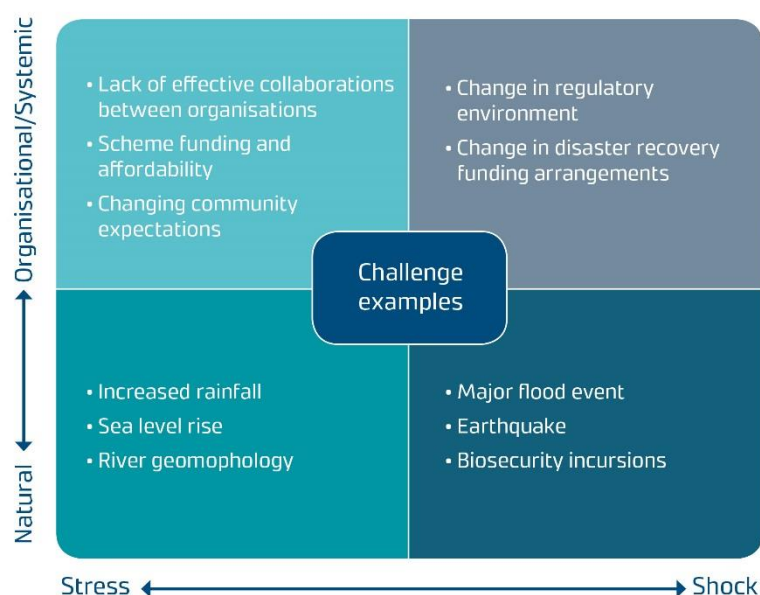 Organisational/Systemic
Natural
• Lack of effective collaborations
between organisations
• Scheme funding and
affordability
• Changing community
expectations
• Change in regulatory
environment
• Change in disaster recovery
funding arrangements
Challenge
examples
• Increased rainfall
• Sea level rise
• River geomophology
• Major flood event
• Earthquake
• Biosecurity incursions
Stress
Shock